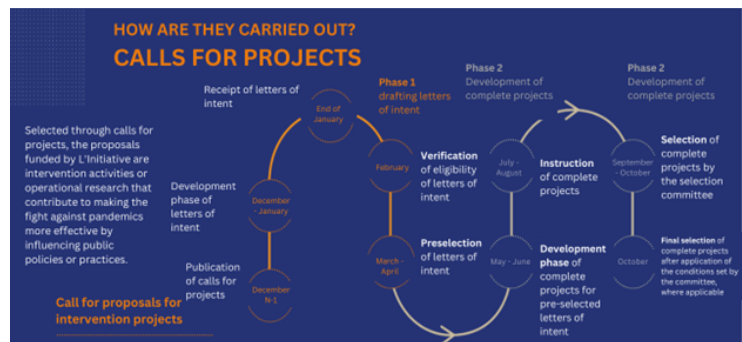 HOW ARE THEY CARRIED OUT?
CALLS FOR PROJECTS
Selected through calls for
projects, the proposals
funded by L'Initiative are
intervention activities or
operational research that
contribute to making the
fight against pandemics
more effective by
influencing public
policies or practices.
Call for proposals for
intervention projects
Publication
of calls for
projects
December
N-1
Development
phase of
letters of
intent
December
- January
Receipt of letters of
intent
End of
January
Phase 1
drafting letters
of intent
February
Verification
of eligibility
of letters of
intent
March -
April
Preselection
of letters of
intent
Phase 2
Development of
complete projects
May - June
Development
phase of
complete
projects for
pre-selected
letters of
intent
July -
August
Instruction
of complete
projects
Phase 2
Development of
complete projects
September
- October
Selection of
complete
projects by
the selection
committee
October
Final selection of
complete projects
after application of
the conditions set by
the committee,
where applicable